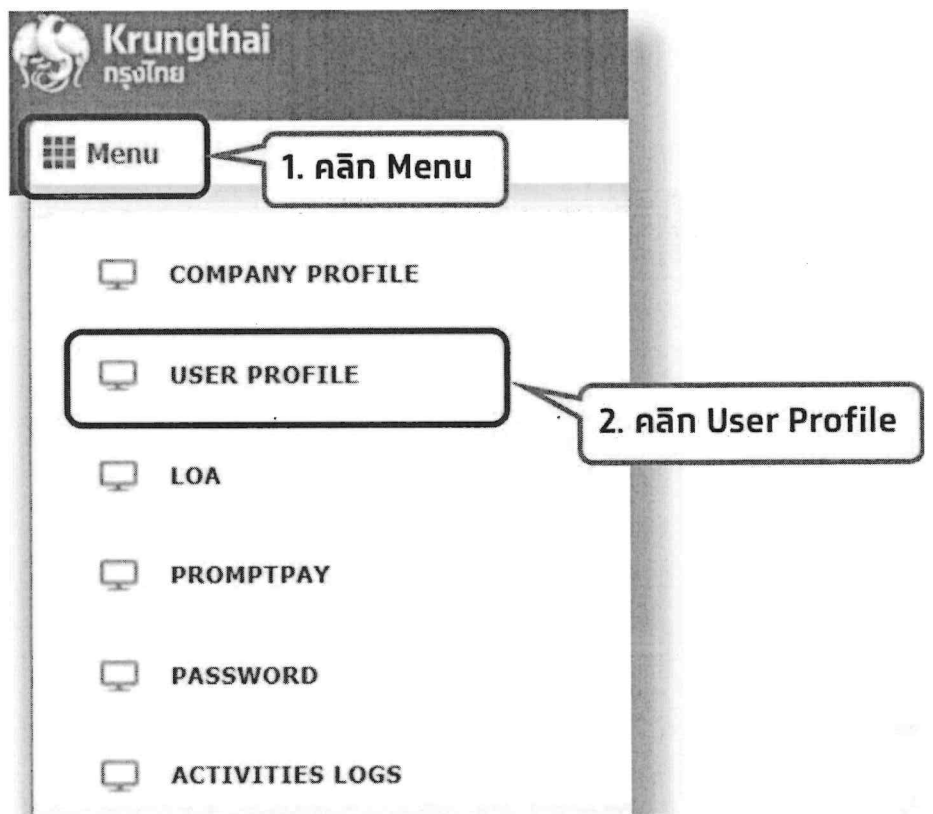 Krungthai
กรุงไทย
Menu
1. คลิก Menu
COMPANY PROFILE
USER PROFILE
2. คลิก User Profile
LOA
PROMPTPAY
PASSWORD
ACTIVITIES LOGS